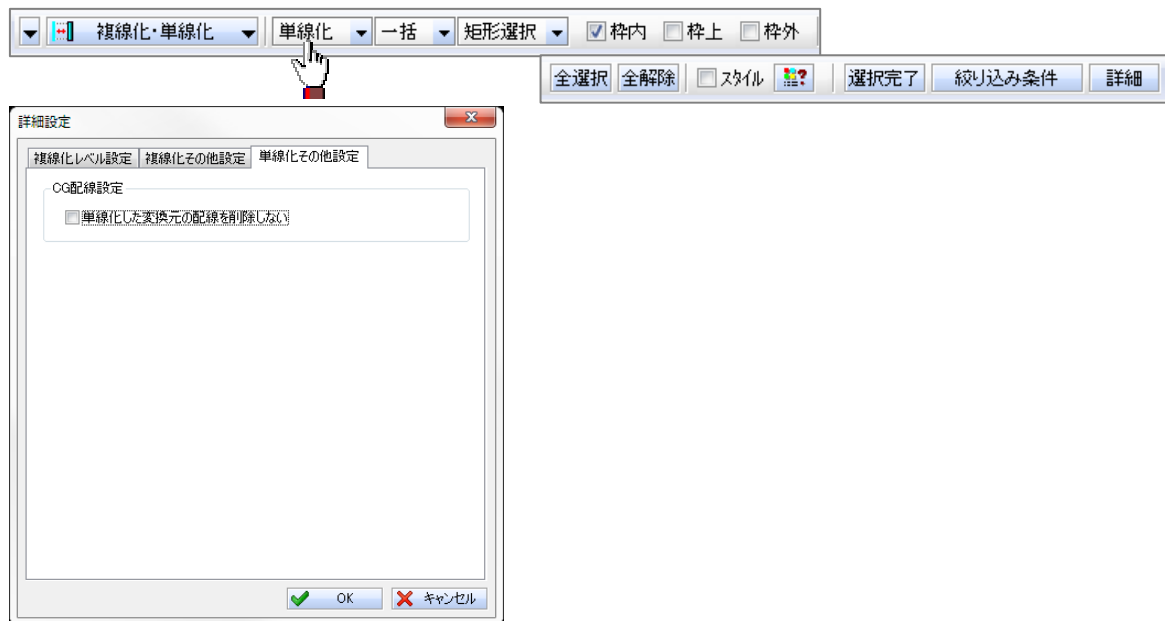 複線化・単線化 単線化 一括 矩形選択 枠内 枠上 枠外
全選択 全解除 スタイル 選択完了 絞り込み条件 詳細
詳細設定
複線化レベル設定 複線化その他設定 単線化その他設定
CG配線設定
単線化した変換元の配線を削除しない
OK キャンセル